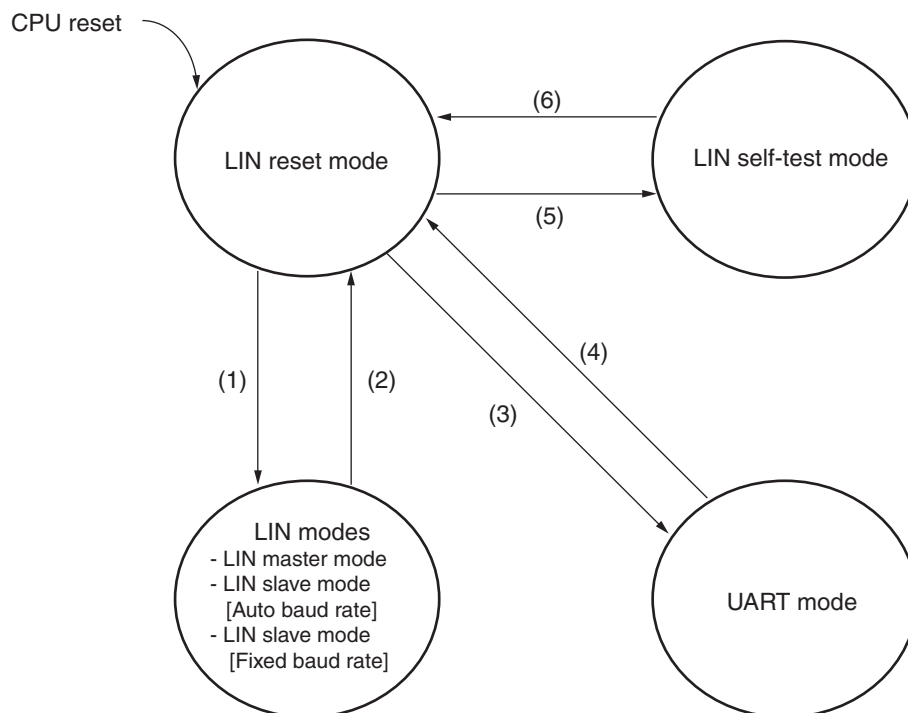 CPU reset
LIN reset mode
(6)
LIN self-test mode
(5)
(1)
(2)
(3)
(4)
LIN modes
- LIN master mode
- LIN slave mode
[Auto baud rate]
- LIN slave mode
[Fixed baud rate]
UART mode